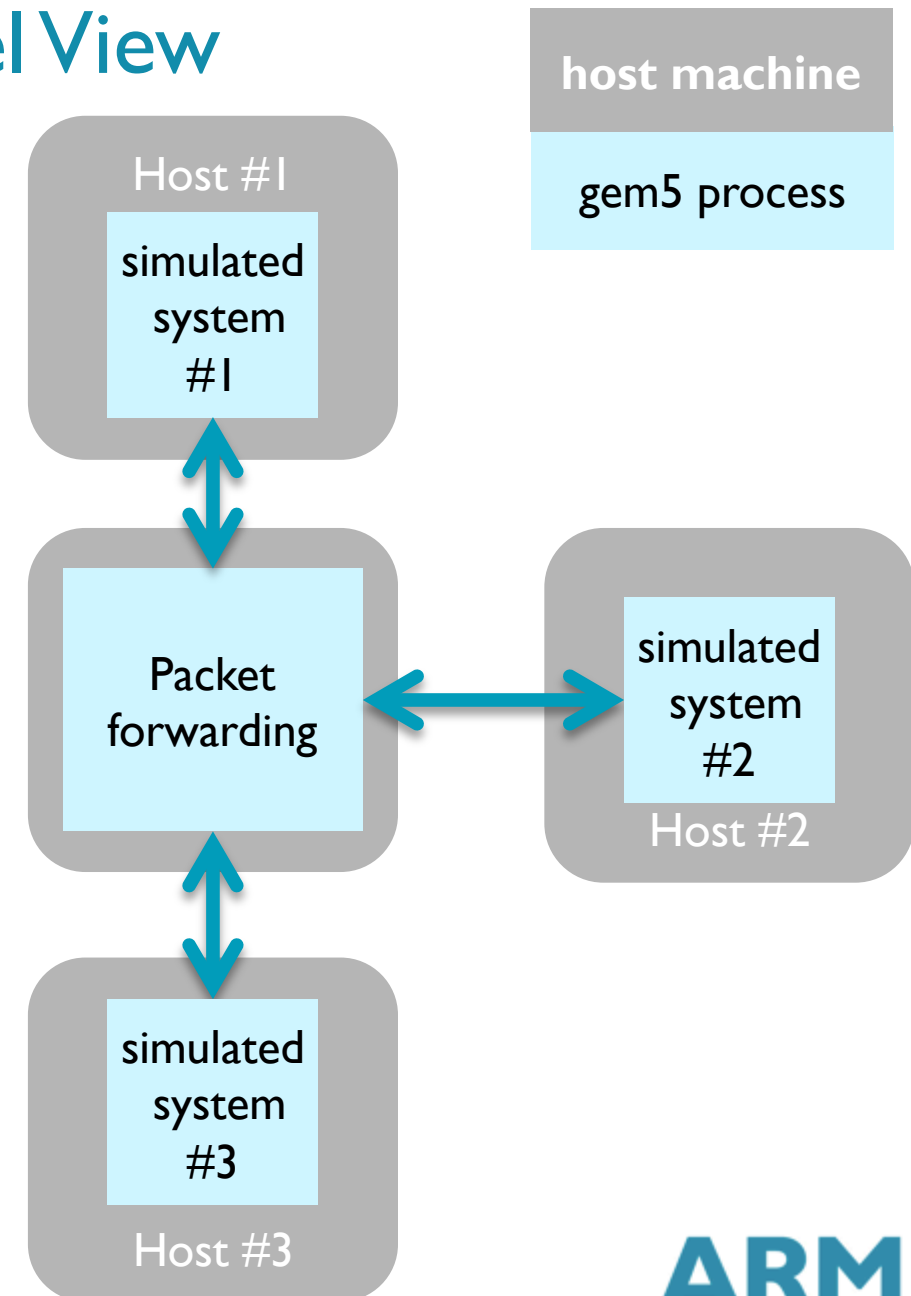 el View
host machine
gem5 process
Host #1
simulated
system
#1
Packet
forwarding
simulated
system
#2
Host #2
simulated
system
#3
Host #3
ARM